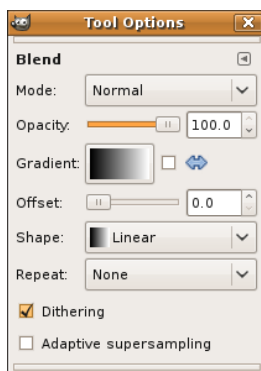 Tool Options
Blend
Mode: Normal
Opacity: 100.0
Gradient:
Offset: 0.0
Shape: Linear
Repeat: None
Dithering
Adaptive supersampling